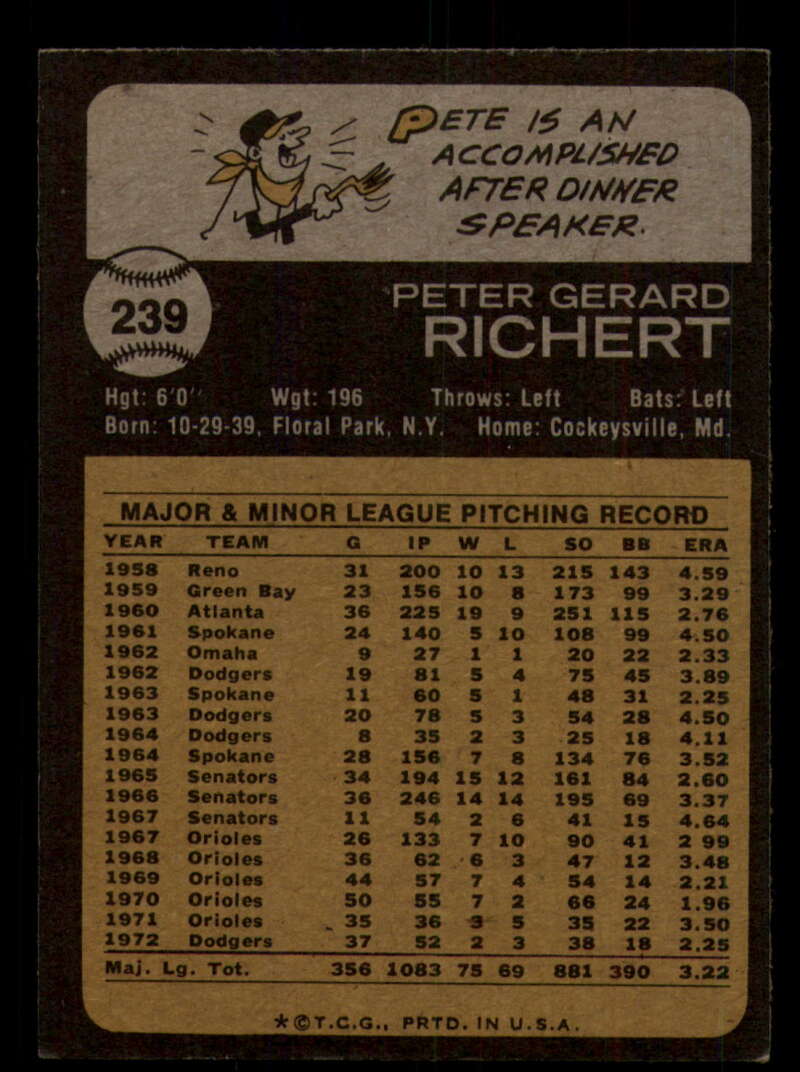 PETE IS AN
ACCOMPLISHED
AFTER DINNER
SPEAKER.
239
PETER GERARD
RICHERT
Hgt: 6'0" Wgt: 196 Throws: Left Bats: Left
Born: 10-29-39, Floral Park, N.Y. Home: Cockeysville, Md.
MAJOR & MINOR LEAGUE PITCHING RECORD
YEAR TEAM G IP W L SO BB ERA
1958 Reno 31 200 10 13 215 143 4.59
1959 Green Bay 23 156 10 8 173 99 3.29
1960 Atlanta 36 225 19 9 251 115 2.76
1961 Spokane 24 140 5 10 108 99 4.50
1962 Omaha 9 27 1 1 20 22 2.33
1962 Dodgers 19 81 5 4 75 45 3.89
1963 Spokane 11 60 5 1 48 31 2.25
1963 Dodgers 20 78 5 3 54 28 4.50
1964 Dodgers 8 35 2 3 25 18 4.11
1964 Spokane 28 156 7 8 134 76 3.52
1965 Senators 34 194 15 12 161 84 2.60
1966 Senators 36 246 14 14 195 69 3.37
1967 Senators 11 54 2 6 41 15 4.64
1967 Orioles 26 133 7 10 90 41 2 99
1968 Orioles 36 62 6 3 47 12 3.48
1969 Orioles 44 57 7 4 54 14 2.21
1970 Orioles 50 55 7 2 66 24 1.96
1971 Orioles 35 36 3 5 35 22 3.50
1972 Dodgers 37 52 2 3 38 18 2.25
Maj. Lg. Tot. 356 1083 75 69 881 390 3.22
*©T.C.G., PRTD. IN U.S.A.